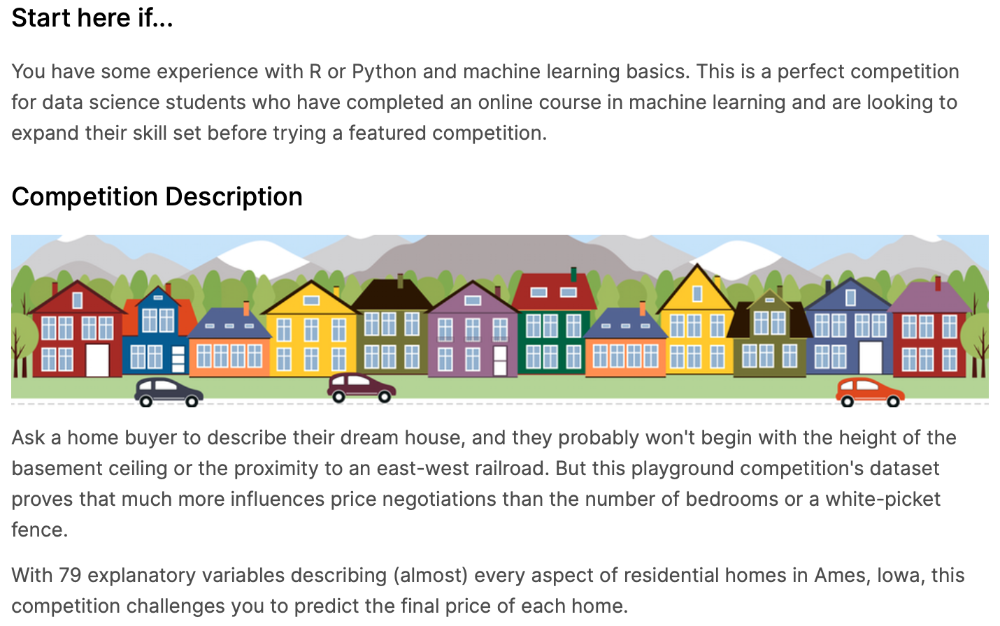 Start here if...
You have some experience with R or Python and machine learning basics. This is a perfect competition
for data science students who have completed an online course in machine learning and are looking to
expand their skill set before trying a featured competition.
Competition Description
Ask a home buyer to describe their dream house, and they probably won't begin with the height of the
basement ceiling or the proximity to an east-west railroad. But this playground competition's dataset
proves that much more influences price negotiations than the number of bedrooms or a white-picket
fence.
With 79 explanatory variables describing (almost) every aspect of residential homes in Ames, Iowa, this
competition challenges you to predict the final price of each home.